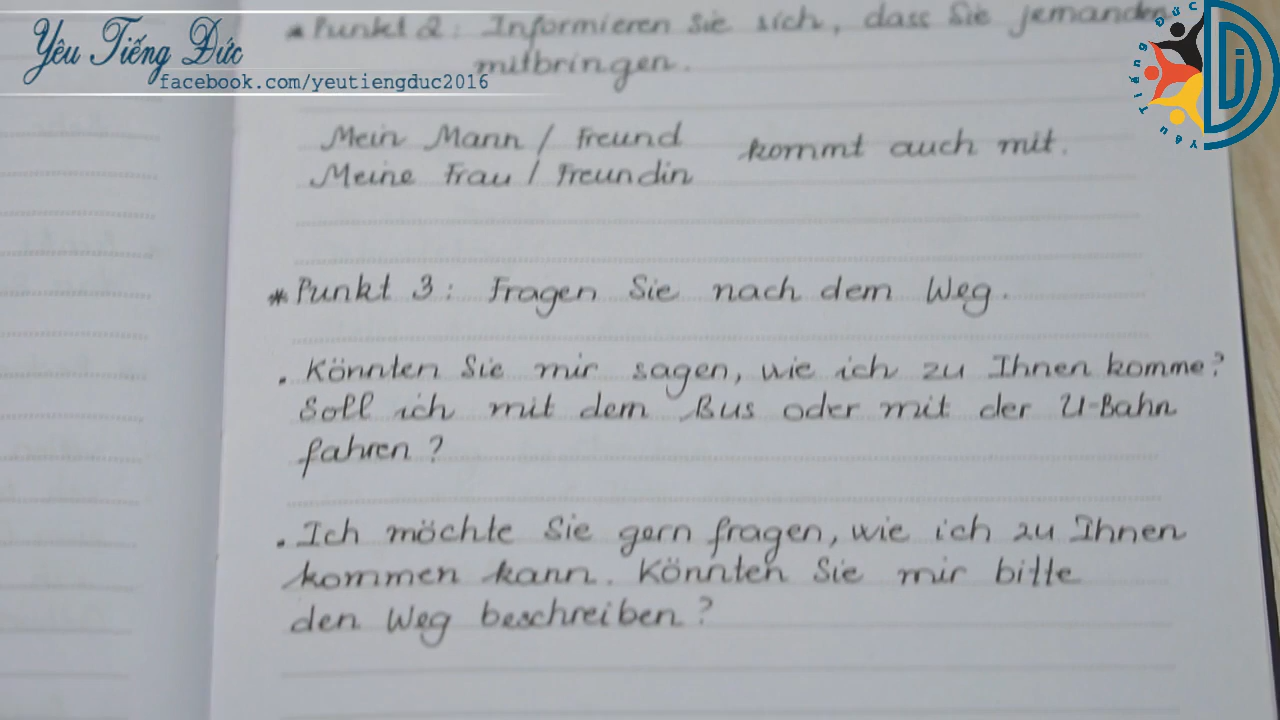 Yêu Tiếng Đức
facebook.com/yeutiengduc2016
Yêu Tiếng Đức
* Punkt 2: Informieren Sie sich, dass Sie jemanden
mitbringen.
Mein Mann / Freund
Meine Frau / Freundin
kommt auch mit.
* Punkt 3: Fragen Sie nach dem Weg.
. Könnten Sie mir sagen, wie ich zu Ihnen komme?
Soll ich mit dem Bus oder mit der U-Bahn
fahren?
. Ich möchte Sie gern fragen, wie ich zu Ihnen
kommen kann. Könnten Sie mir bitte
den Weg beschreiben?